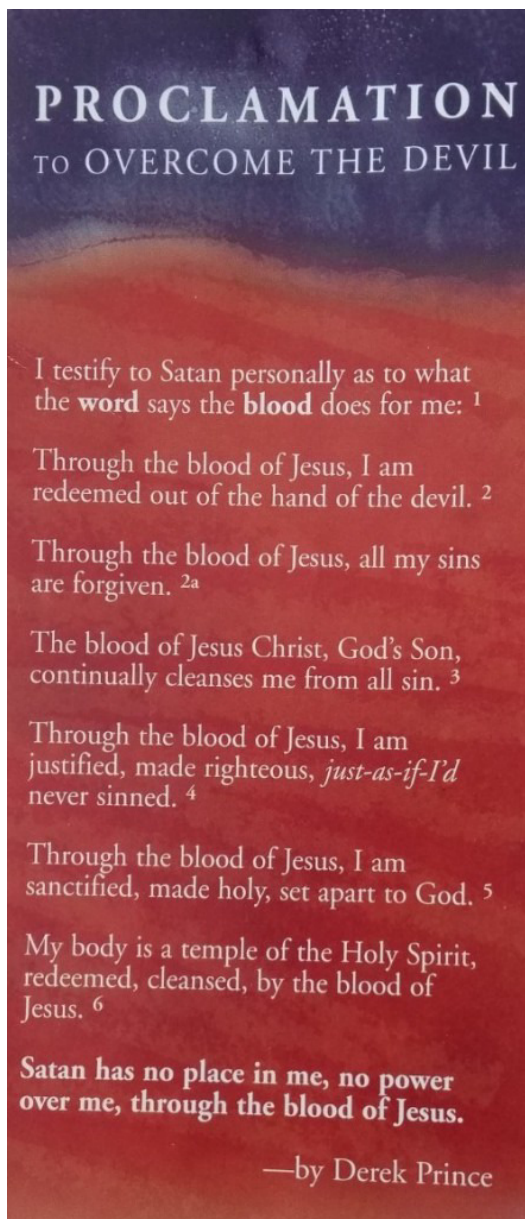 PROCLAMATION
TO OVERCOME THE DEVIL
I testify to Satan personally as to what
the word says the blood does for me: 1
Through the blood of Jesus, I am
redeemed out of the hand of the devil. 2
Through the blood of Jesus, all my sins
are forgiven. 2a
The blood of Jesus Christ, God's Son,
continually cleanses me from all sin. 3
Through the blood of Jesus, I am
justified, made righteous, just-as-if-I'd
never sinned. 4
Through the blood of Jesus, I am
sanctified, made holy, set apart to God. 5
My body is a temple of the Holy Spirit,
redeemed, cleansed, by the blood of
Jesus. 6
Satan has no place in me, no power
over me, through the blood of Jesus.
—by Derek Prince